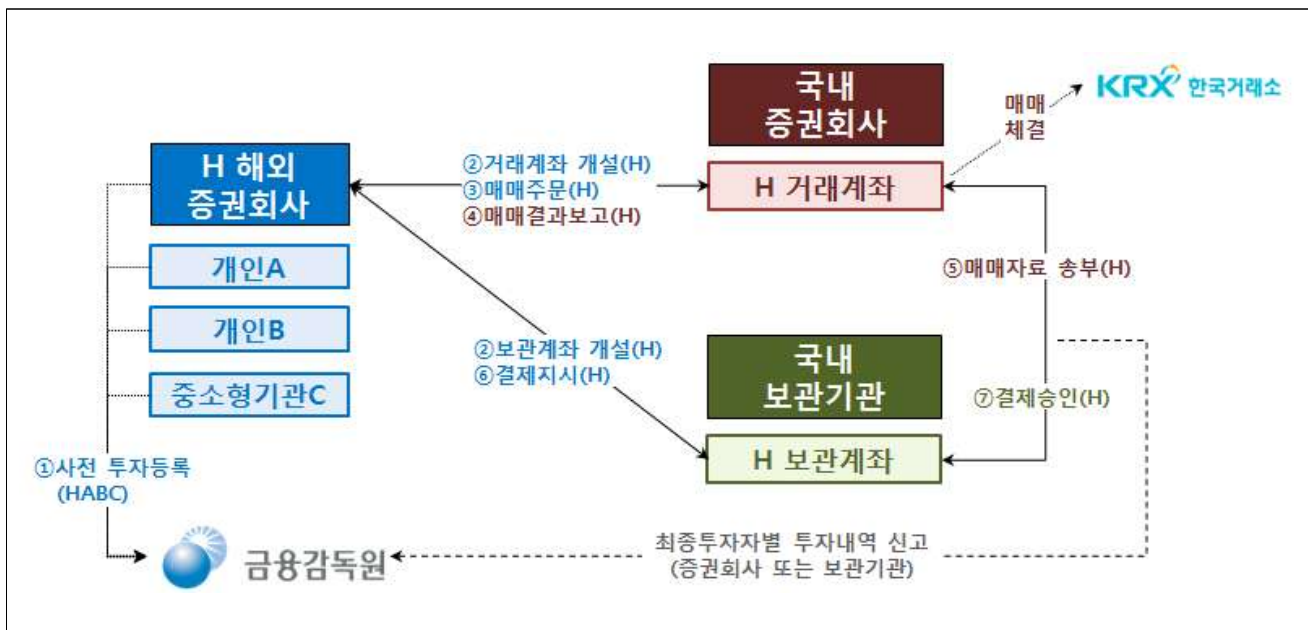 국내
증권회사
KRX 한국거래소
매매
체결
H 해외
증권회사
②거래계좌 개설(H)
③매매주문(H)
④매매결과보고(H)
H 거래계좌
개인A
⑤매매자료 송부(H)
개인B
②보관계좌 개설(H)
⑥결제지시(H)
국내
보관기관
중소형기관C
⑦결제승인(H)
H 보관계좌
①사전 투자등록
(HABC)
최종투자자별 투자내역 신고
(증권회사 또는 보관기관)
금융감독원